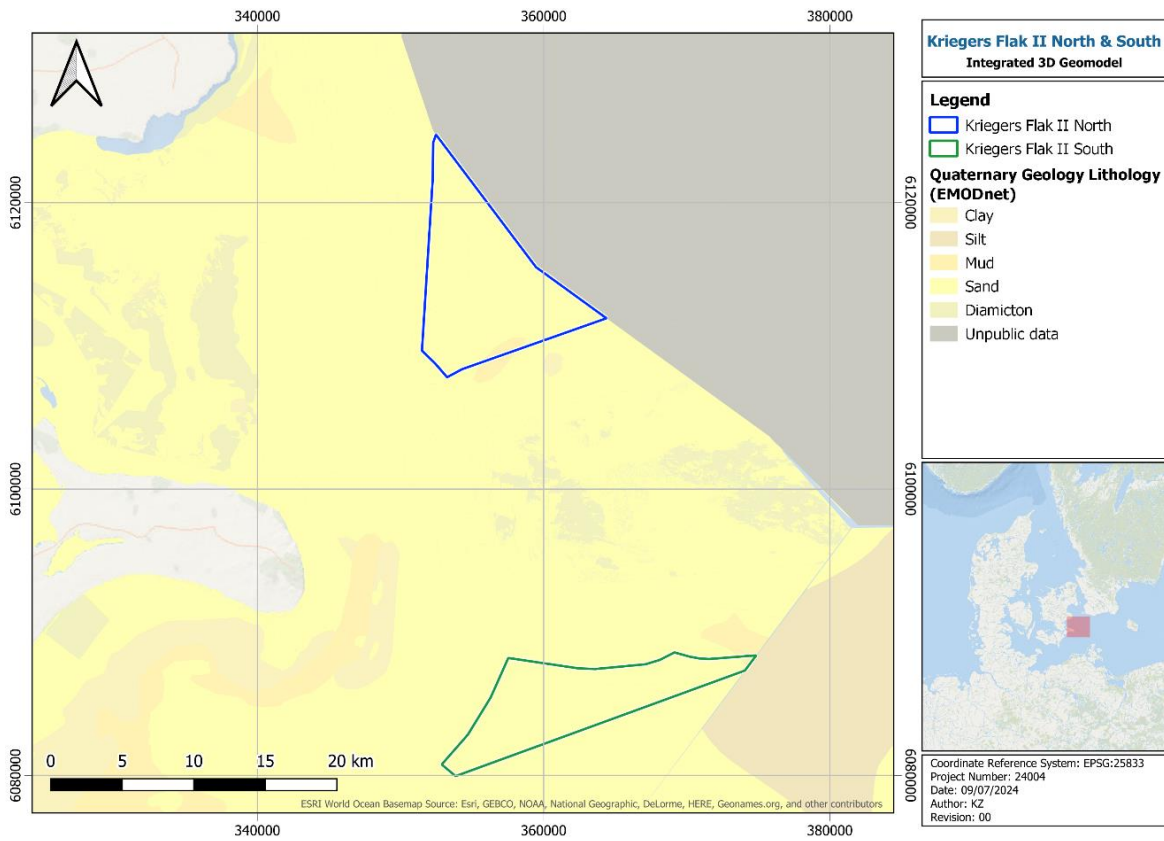 340000
360000
380000
6120000
6100000
6080000
6120000
6100000
6080000
0 5 10 15 20 km
ESRI World Ocean Basemap Source: Esri, GEBCO, NOAA, National Geographic, DeLorme, HERE, Geonames.org, and other contributors
340000
360000
380000
Kriegers Flak II North & South
Integrated 3D Geomodel
Legend
Kriegers Flak II North
Kriegers Flak II South
Quaternary Geology Lithology
(EMODnet)
Clay
Silt
Mud
Sand
Diamicton
Unpublic data
Coordinate Reference System: EPSG:25833
Project Number: 24004
Date: 09/07/2024
Author: KZ
Revision: 00